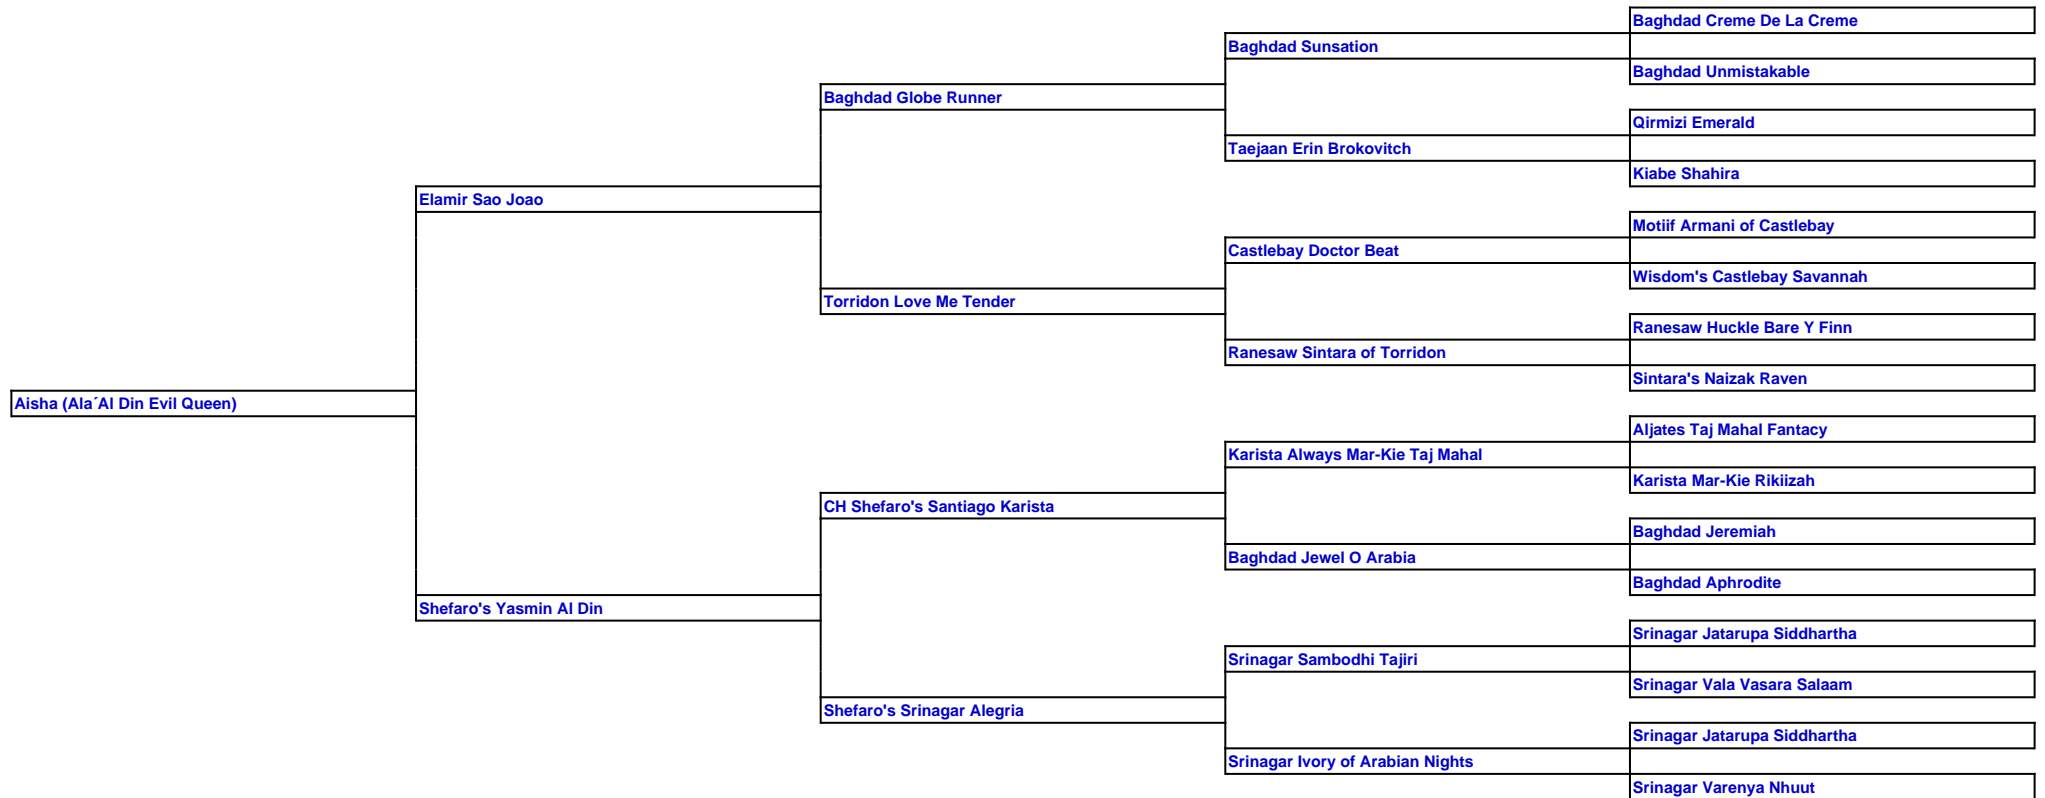 Baghdad Creme De La Creme
Baghdad Sunsation
Baghdad Unmistakable
Baghdad Globe Runner
Qirmizi Emerald
Taejaan Erin Brokovitch
Kiabe Shahira
Elamir Sao Joao
Motiif Armani of Castlebay
Castlebay Doctor Beat
Wisdom's Castlebay Savannah
Torridon Love Me Tender
Ranesaw Huckle Bare Y Finn
Ranesaw Sintara of Torridon
Sintara's Naizak Raven
Aisha (Ala´Al Din Evil Queen)
Aljates Taj Mahal Fantacy
Karista Always Mar-Kie Taj Mahal
Karista Mar-Kie Rikiizah
CH Shefaro's Santiago Karista
Baghdad Jeremiah
Baghdad Jewel O Arabia
Baghdad Aphrodite
Shefaro's Yasmin Al Din
Srinagar Jatarupa Siddhartha
Srinagar Sambodhi Tajiri
Srinagar Vala Vasara Salaam
Shefaro's Srinagar Alegria
Srinagar Jatarupa Siddhartha
Srinagar Ivory of Arabian Nights
Srinagar Varenya Nhuut